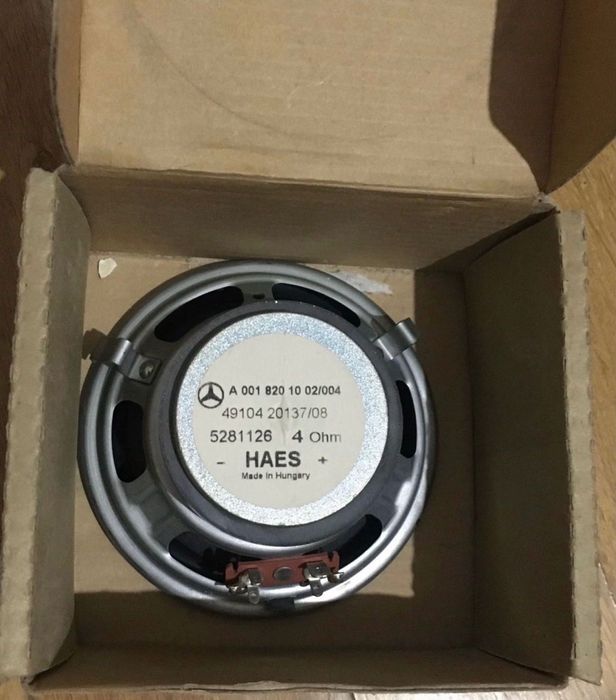 A 001 820 10 02/004
49104 20137/08
5281126 4 Ohm
- HAES +
Made in Hungary